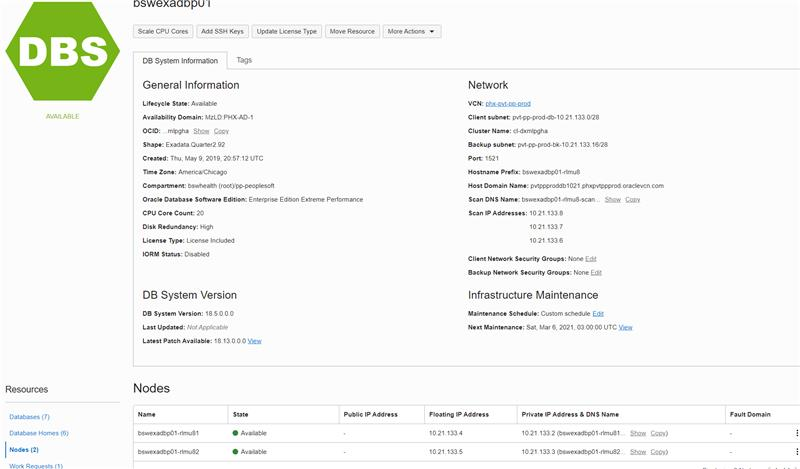 bswexadbp01
DBS
AVAILABLE
Scale CPU Cores Add SSH Keys Update License Type Move Resource More Actions
DB System Information Tags
General Information
Lifecycle State: Available
Availability Domain: MzLD:PHX-AD-1
OCID: ...mlpgha Show Copy
Shape: Exadata.Quarter2.92
Created: Thu, May 9, 2019, 20:57:12 UTC
Time Zone: America/Chicago
Compartment: bswhealth (root)/pp-peoplesoft
Oracle Database Software Edition: Enterprise Edition Extreme Performance
CPU Core Count: 20
Disk Redundancy: High
License Type: License Included
IORM Status: Disabled
Network
VCN: phx-pvt-pp-prod
Client subnet: pvt-pp-prod-db-10.21.133.0/28
Cluster Name: cl-dxmlpgha
Backup subnet: pvt-pp-prod-bk-10.21.133.16/28
Port: 1521
Hostname Prefix: bswexadbp01-rlmu8
Host Domain Name: pvtppproddb1021.phxpvtppprod.oraclevcn.com
Scan DNS Name: bswexadbp01-rlmu8-scan... Show Copy
Scan IP Addresses: 10.21.133.8
10.21.133.7
10.21.133.6
Client Network Security Groups: None Edit
Backup Network Security Groups: None Edit
DB System Version
DB System Version: 18.5.0.0.0
Last Updated: Not Applicable
Latest Patch Available: 18.13.0.0.0 View
Infrastructure Maintenance
Maintenance Schedule: Custom schedule Edit
Next Maintenance: Sat, Mar 6, 2021, 03:00:00 UTC View
Resources
Databases (7)
Database Homes (6)
Nodes (2)
Work Requests (1)
Nodes
Name State Public IP Address Floating IP Address Private IP Address & DNS Name Fault Domain
bswexadbp01-rlmu81 Available - 10.21.133.4 10.21.133.2 (bswexadbp01-rlmu81... Show Copy) -
bswexadbp01-rlmu82 Available - 10.21.133.5 10.21.133.3 (bswexadbp01-rlmu82... Show Copy) -